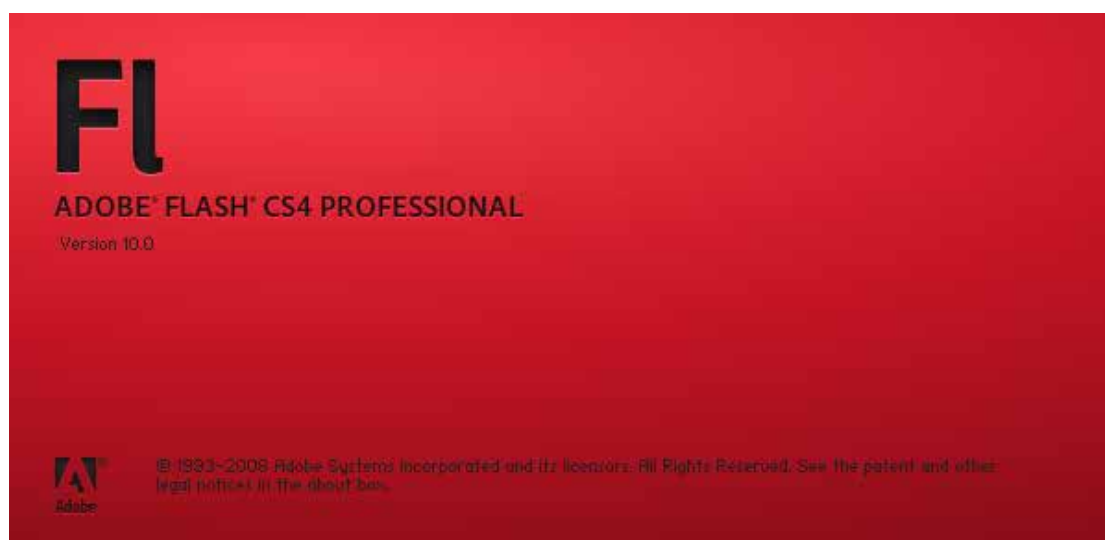 Fl
ADOBE® FLASH® CS4 PROFESSIONAL
Version 10.0
© 1993-2008 Adobe Systems Incorporated and its licensors. All Rights Reserved. See the patent and other
legal notices in the about box.
Adobe